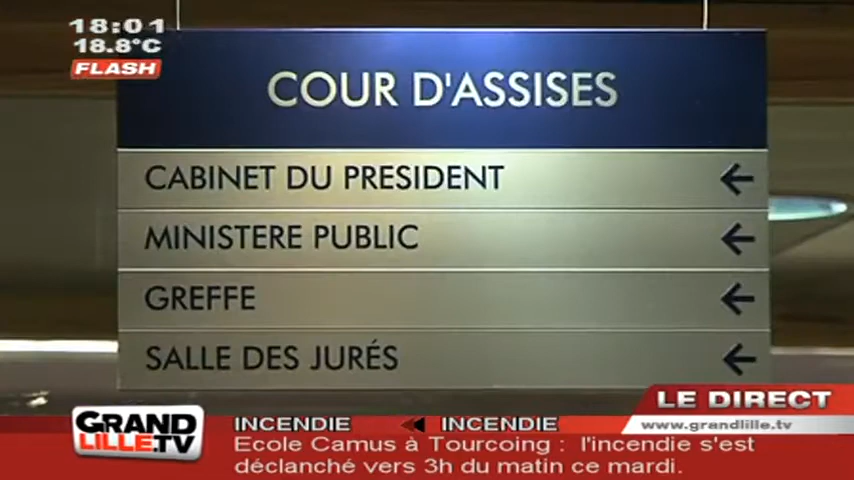 18:01
18.8°C
FLASH
COUR D'ASSISES
CABINET DU PRESIDENT
MINISTERE PUBLIC
GREFFE
SALLE DES JURÉS
LE DIRECT
www.grandlille.tv
GRAND
LILLE.TV
INCENDIE INCENDIE
Ecole Camus à Tourcoing : l'incendie s'est
déclanché vers 3h du matin ce mardi.